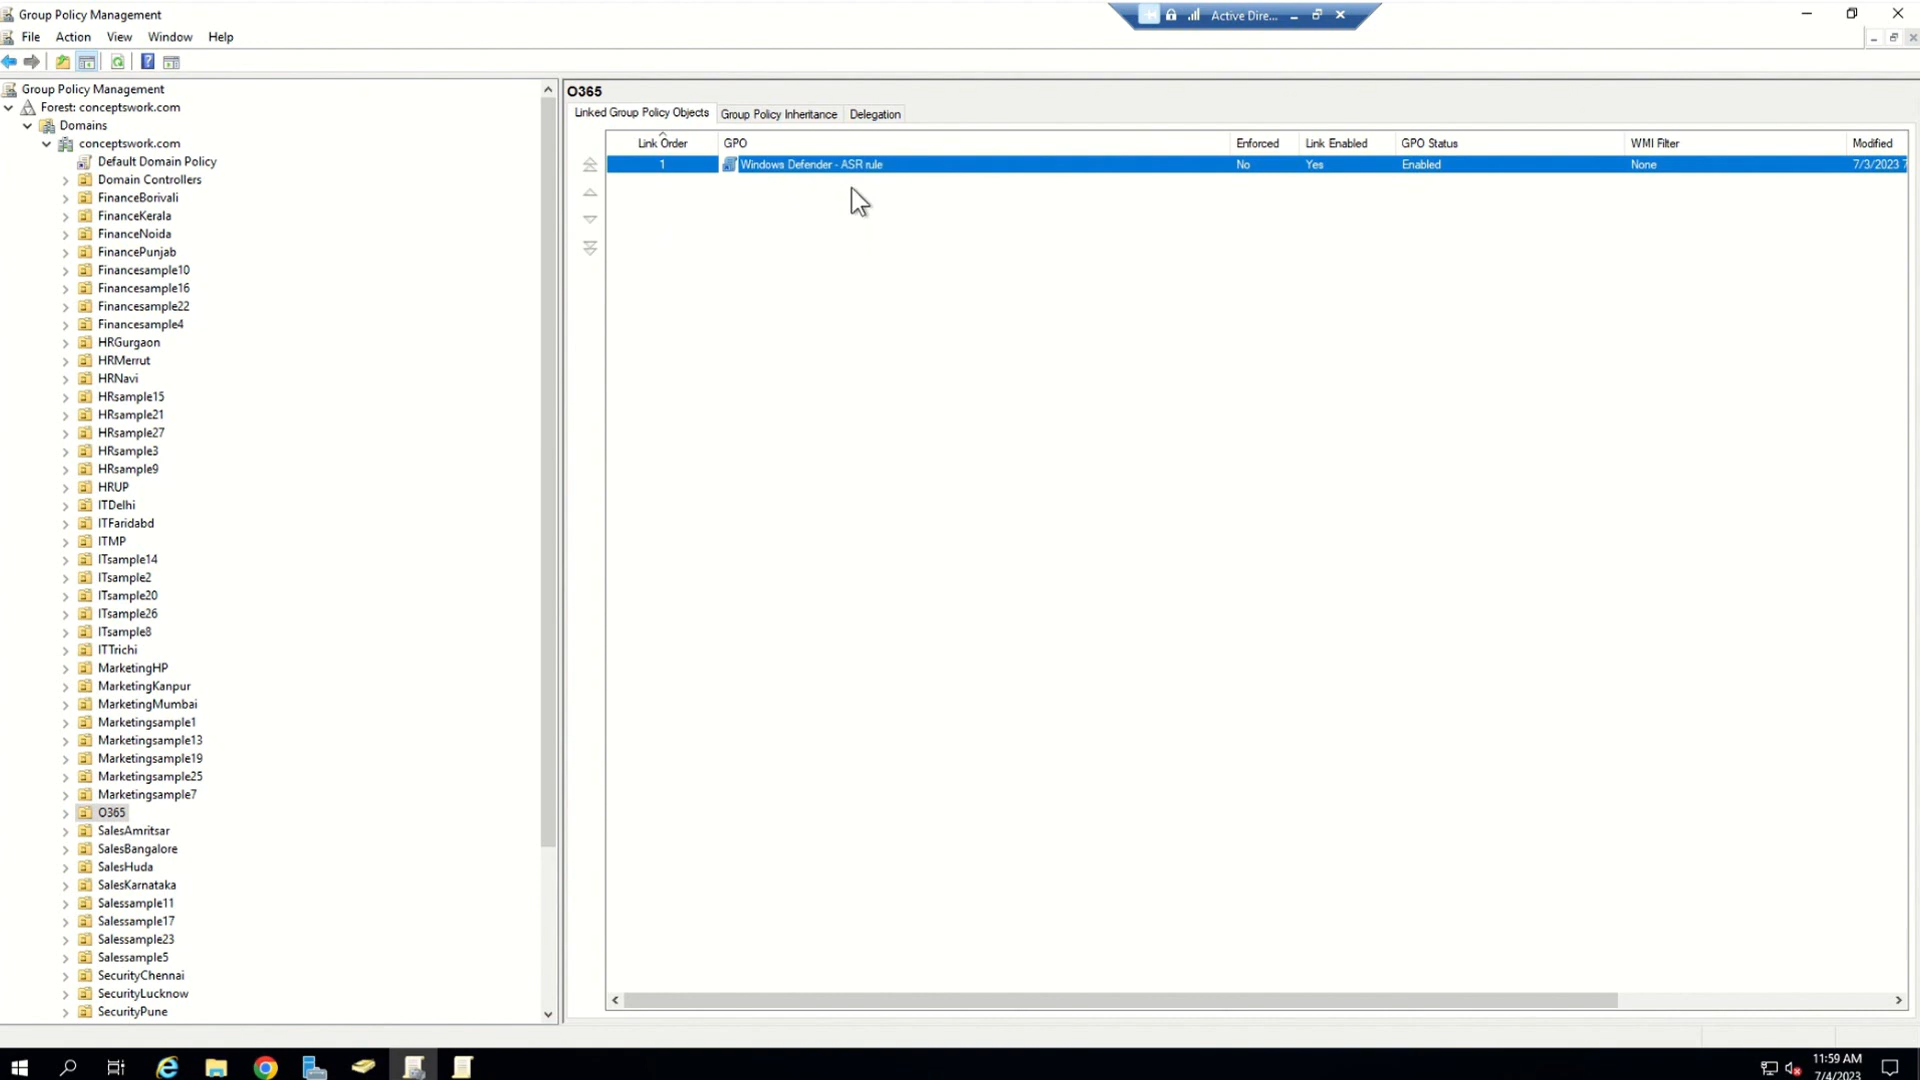 Group Policy Management
Active Dire...
File Action View Window Help
Group Policy Management
Forest: conceptswork.com
Domains
conceptswork.com
Default Domain Policy
Domain Controllers
FinanceBorivali
FinanceKerala
FinanceNoida
FinancePunjab
Financesample10
Financesample16
Financesample22
Financesample4
HRGurgaon
HRMerrut
HRNavi
HRsample15
HRsample21
HRsample27
HRsample3
HRsample9
HRUP
ITDelhi
ITFaridabd
ITMP
ITsample14
ITsample2
ITsample20
ITsample26
ITsample8
ITTrichi
MarketingHP
MarketingKanpur
MarketingMumbai
Marketingsample1
Marketingsample13
Marketingsample19
Marketingsample25
Marketingsample7
O365
SalesAmritsar
SalesBangalore
SalesHuda
SalesKarnataka
Salessample11
Salessample17
Salessample23
Salessample5
SecurityChennai
SecurityLucknow
SecurityPune
O365
Linked Group Policy Objects Group Policy Inheritance Delegation
Link Order GPO Enforced Link Enabled GPO Status WMI Filter Modified
1 Windows Defender - ASR rule No Yes Enabled None 7/3/2023 7
11:59 AM
7/4/2023